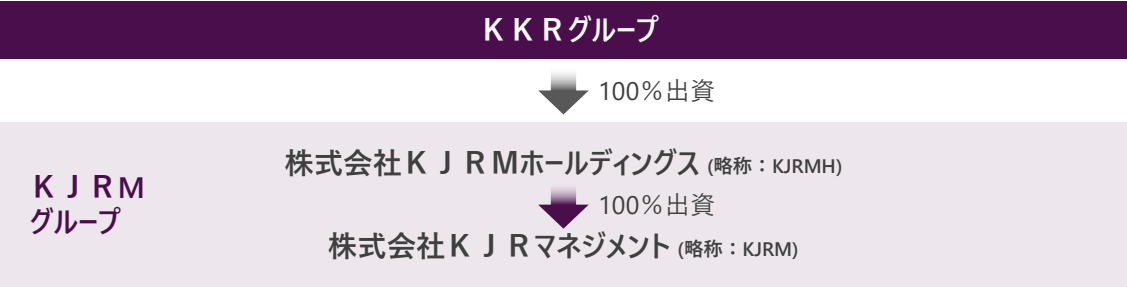 ＫＫＲグループ
100％出資
株式会社ＫＪＲＭホールディングス (略称：KJRMH)
ＫＪＲＭ
グループ
100％出資
株式会社ＫＪＲマネジメント (略称：KJRM)